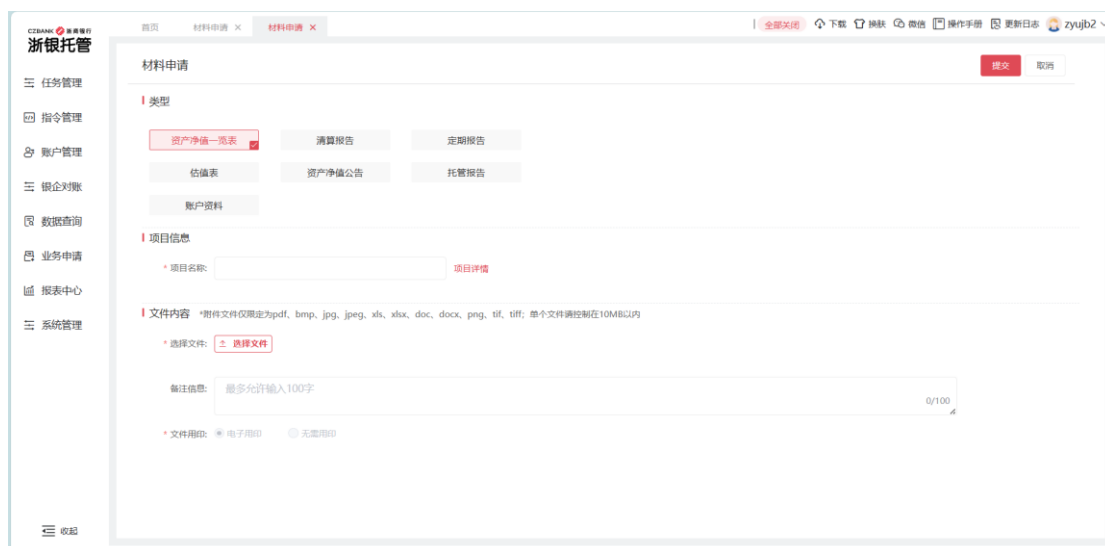 CZBANK 浙商银行
浙银托管
首页 材料申请 × 材料申请 × 全部关闭 下载 换肤 微信 操作手册 更新日志 zyujb2
任务管理
指令管理
账户管理
银企对账
数据查询
业务申请
报表中心
系统管理
收起
材料申请 提交 取消
类型
资产净值一览表 清算报告 定期报告
估值表 资产净值公告 托管报告
账户资料
项目信息
* 项目名称: 项目详情
文件内容 *附件文件仅限定为pdf、bmp、jpg、jpeg、xls、xlsx、doc、docx、png、tif、tiff; 单个文件请控制在10MB以内
* 选择文件: 选择文件
备注信息: 最多允许输入100字
0/100
* 文件用印: 电子用印 无需用印